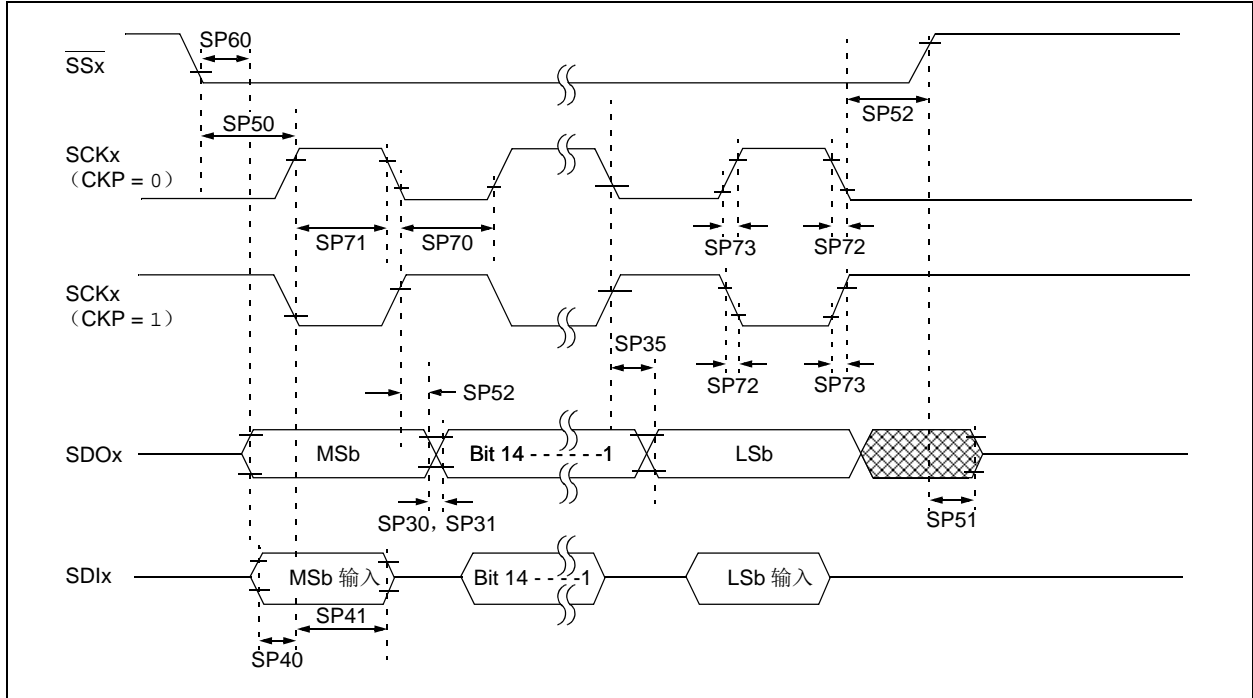 SSx
SP60
SP50
SP52
SCKx
（CKP = 0）
SP71
SP70
SP73
SP72
SCKx
（CKP = 1）
SP35
SP72
SP73
SP52
SDOx
MSb
Bit 14 - - - - - -1
LSb
SP30，SP31
SP51
SDIx
MSb 输入
Bit 14 - - - -1
LSb 输入
SP41
SP40